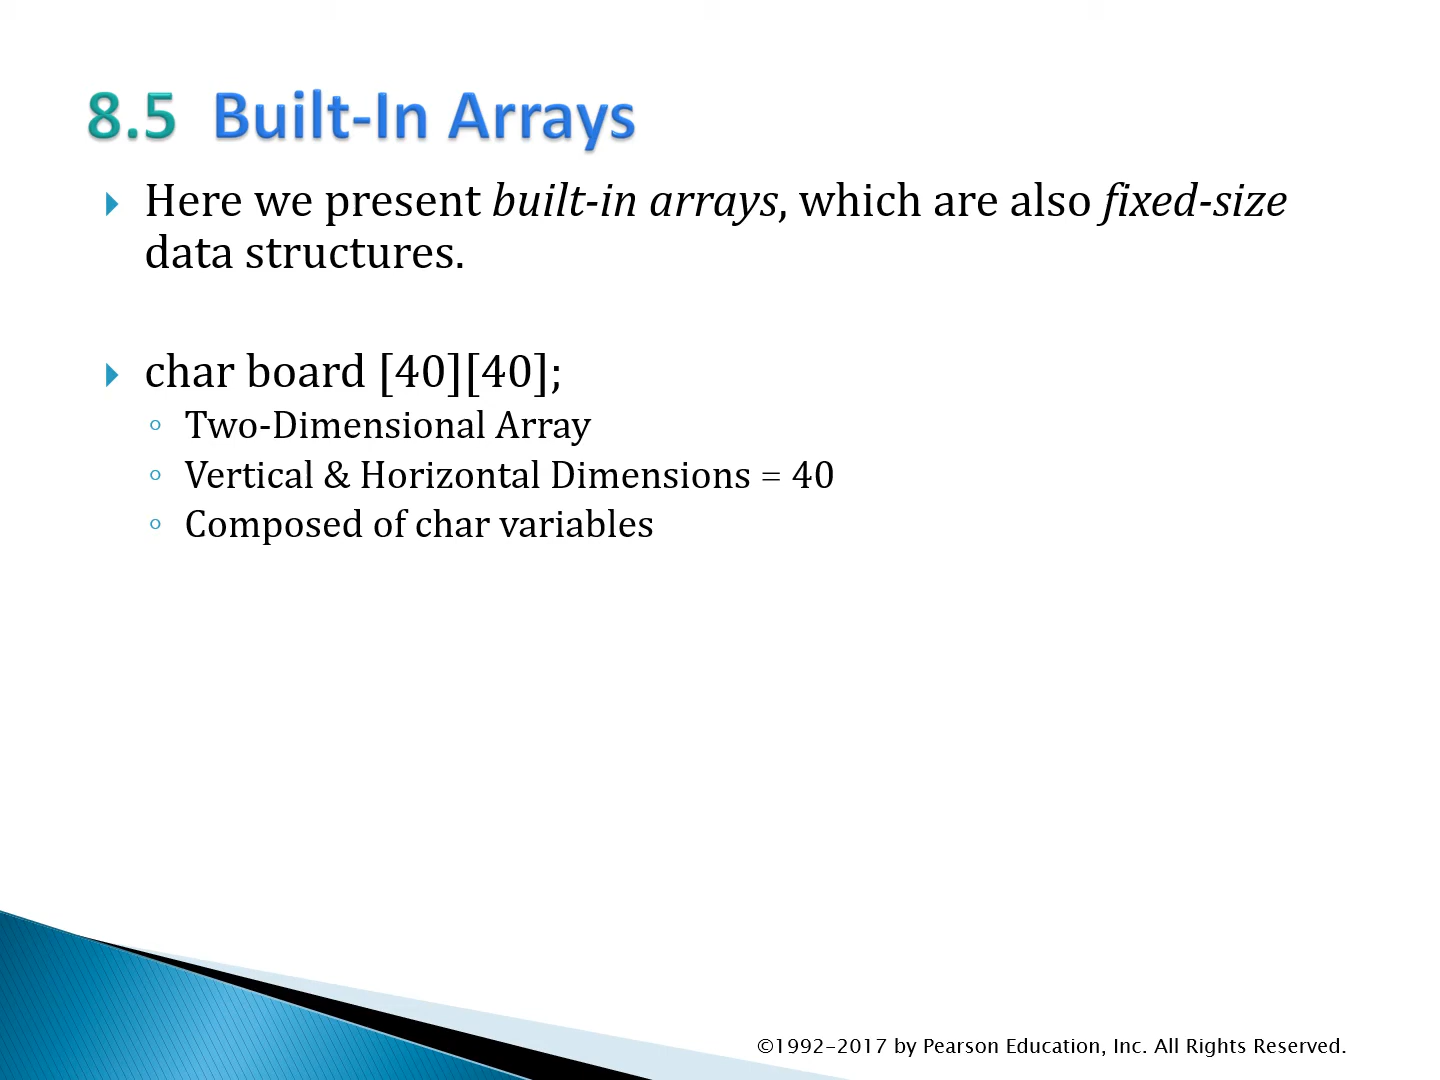 8.5 Built-In Arrays
Here we present built-in arrays, which are also fixed-size
data structures.
char board [40][40];
Two-Dimensional Array
Vertical & Horizontal Dimensions = 40
Composed of char variables
©1992-2017 by Pearson Education, Inc. All Rights Reserved.